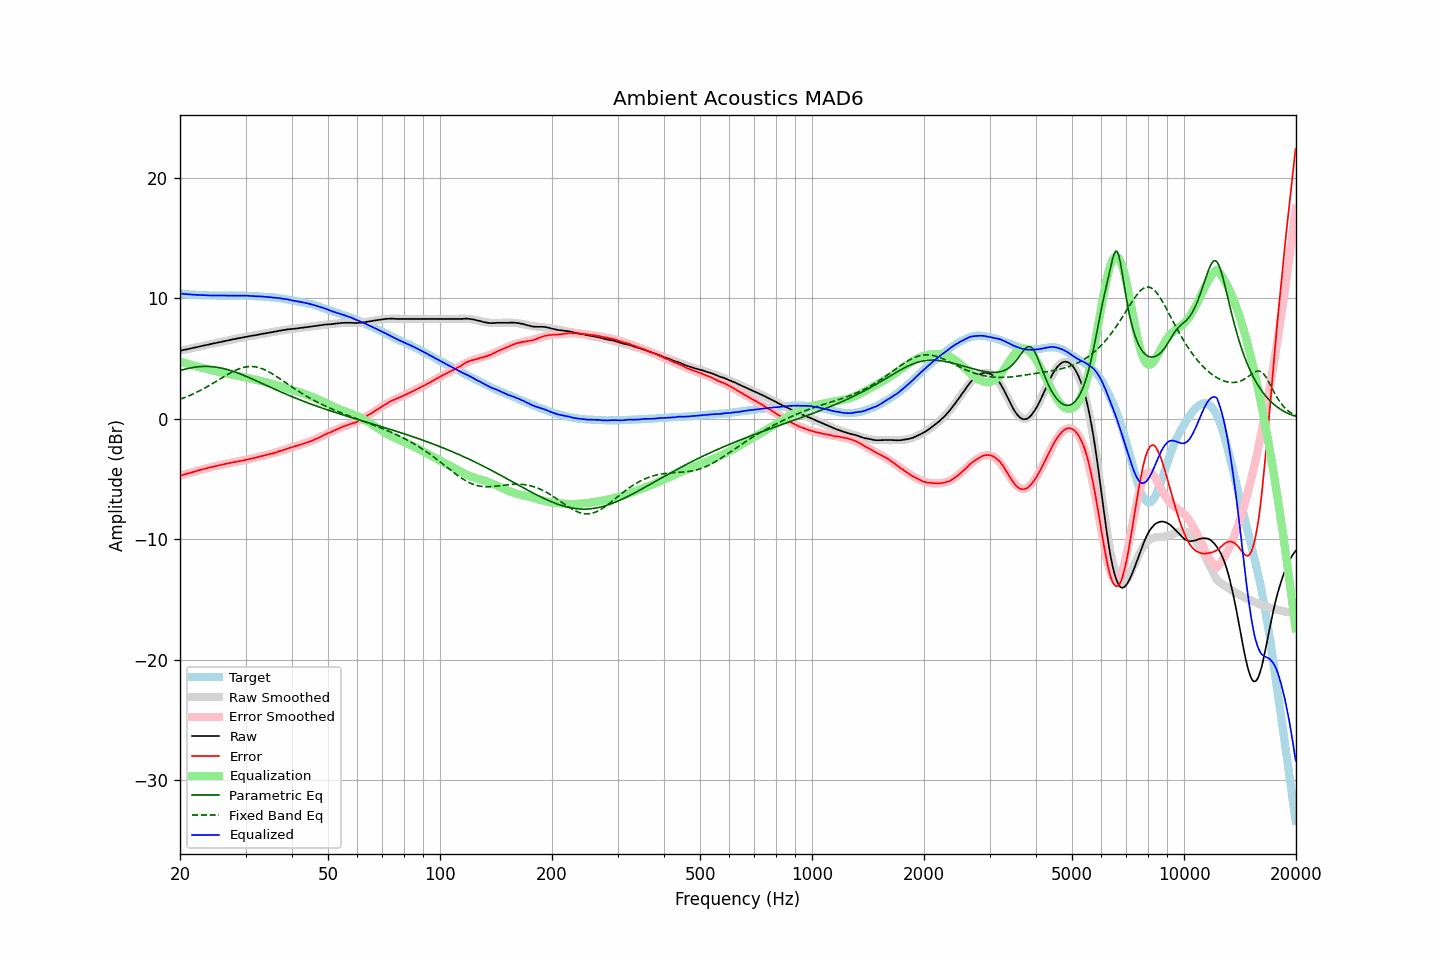 Ambient Acoustics MAD6
Amplitude (dBr)
20
10
0
−10
−20
−30
Target
Raw Smoothed
Error Smoothed
Raw
Error
Equalization
Parametric Eq
Fixed Band Eq
Equalized
20 50 100 200 500 1000 2000 5000 10000 20000
Frequency (Hz)